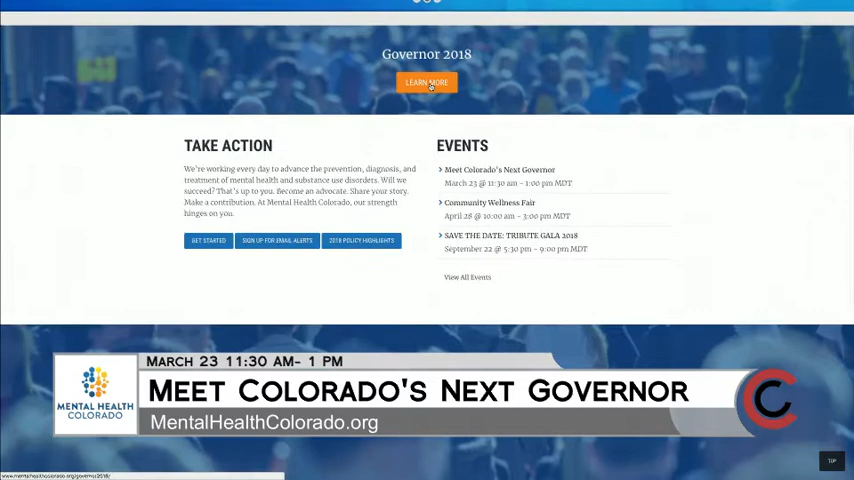 Governor 2018
LEARN MORE
TAKE ACTION
We're working every day to advance the prevention, diagnosis, and
treatment of mental health and substance use disorders. Will we
succeed? That's up to you. Become an advocate. Share your story.
Make a contribution. At Mental Health Colorado, our strength
hinges on you.
GET STARTED
SIGN UP FOR EMAIL ALERTS
2018 POLICY HIGHLIGHTS
EVENTS
Meet Colorado's Next Governor
March 23 @ 11:30 am - 1:00 pm MDT
Community Wellness Fair
April 28 @ 10:00 am - 3:00 pm MDT
SAVE THE DATE: TRIBUTE GALA 2018
September 22 @ 5:30 pm - 9:00 pm MDT
View All Events
MARCH 23 11:30 AM- 1 PM
MEET COLORADO'S NEXT GOVERNOR
MentalHealthColorado.org
MENTAL HEALTH
COLORADO
TOP
www.mentalhealthcolorado.org/governor2018/